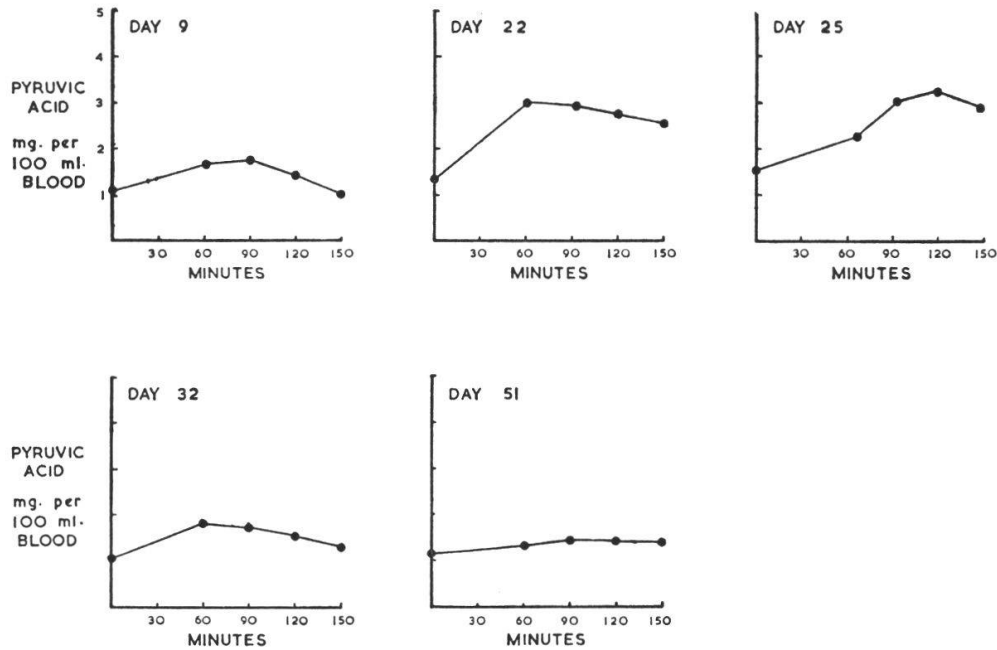 5
4
3
2
1
PYRUVIC
ACID
mg. per
100 ml.
BLOOD
DAY 9
30 60 90 120 150
MINUTES
DAY 22
30 60 90 120 150
MINUTES
DAY 25
30 60 90 120 150
MINUTES
PYRUVIC
ACID
mg. per
100 ml.
BLOOD
DAY 32
30 60 90 120 150
MINUTES
DAY 51
30 60 90 120 150
MINUTES